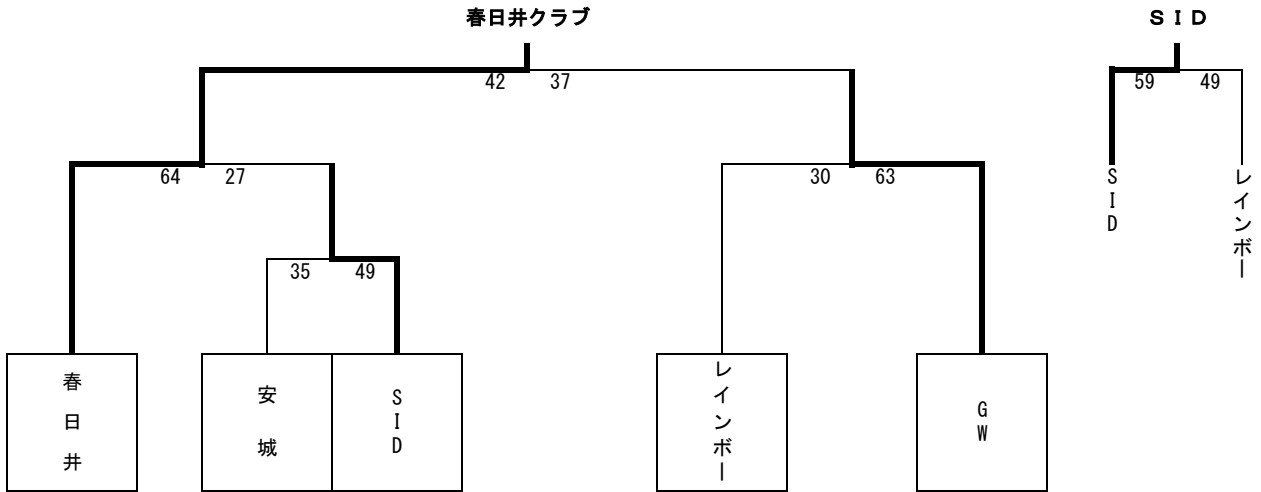 春日井クラブ
ＳＩＤ
42 37
59 49
64 27
30 63
SID
レインボー
35 49
春日井
安城
SID
レインボー
GW